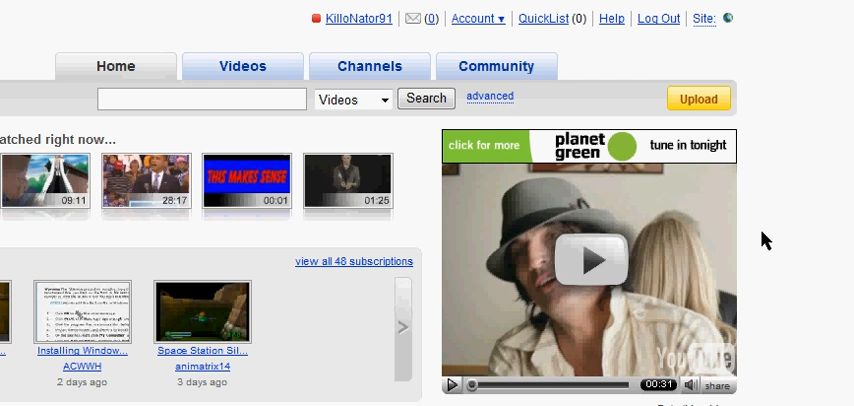 KilloNator91 (0) Account ▾ QuickList (0) Help Log Out Site:
Home Videos Channels Community
Videos Search advanced Upload
atched right now...
09:11 28:17 THIS MAKES SENSE 00:01 01:25
click for more planet green tune in tonight
view all 48 subscriptions
... Installing Window... Space Station Sil...
ACWWH animatrix14
2 days ago 3 days ago
YouTube
00:31 share